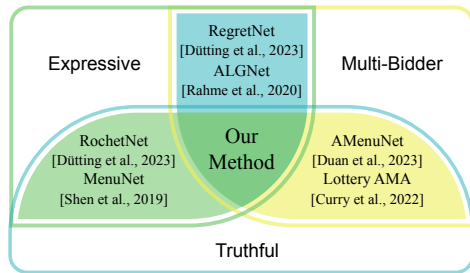 RegretNet
[Dütting et al., 2023]
ALGNet
[Rahme et al., 2020]
Expressive
Multi-Bidder
RochetNet
[Dütting et al., 2023]
MenuNet
[Shen et al., 2019]
Our
Method
AMenuNet
[Duan et al., 2023]
Lottery AMA
[Curry et al., 2022]
Truthful